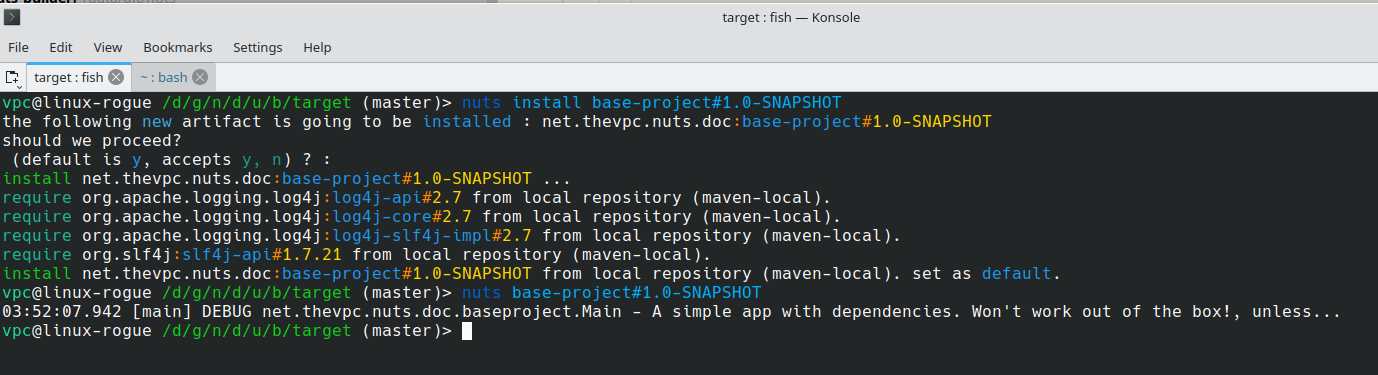 target : fish — Konsole
File Edit View Bookmarks Settings Help
target : fish ~ : bash
vpc@linux-rogue /d/g/n/d/u/b/target (master)> nuts install base-project#1.0-SNAPSHOT
the following new artifact is going to be installed : net.thevpc.nuts.doc:base-project#1.0-SNAPSHOT
should we proceed?
(default is y, accepts y, n) ? :
install net.thevpc.nuts.doc:base-project#1.0-SNAPSHOT ...
require org.apache.logging.log4j:log4j-api#2.7 from local repository (maven-local).
require org.apache.logging.log4j:log4j-core#2.7 from local repository (maven-local).
require org.apache.logging.log4j:log4j-slf4j-impl#2.7 from local repository (maven-local).
require org.slf4j:slf4j-api#1.7.21 from local repository (maven-local).
install net.thevpc.nuts.doc:base-project#1.0-SNAPSHOT from local repository (maven-local). set as default.
vpc@linux-rogue /d/g/n/d/u/b/target (master)> nuts base-project#1.0-SNAPSHOT
03:52:07.942 [main] DEBUG net.thevpc.nuts.doc.baseproject.Main - A simple app with dependencies. Won't work out of the box!, unless...
vpc@linux-rogue /d/g/n/d/u/b/target (master)>